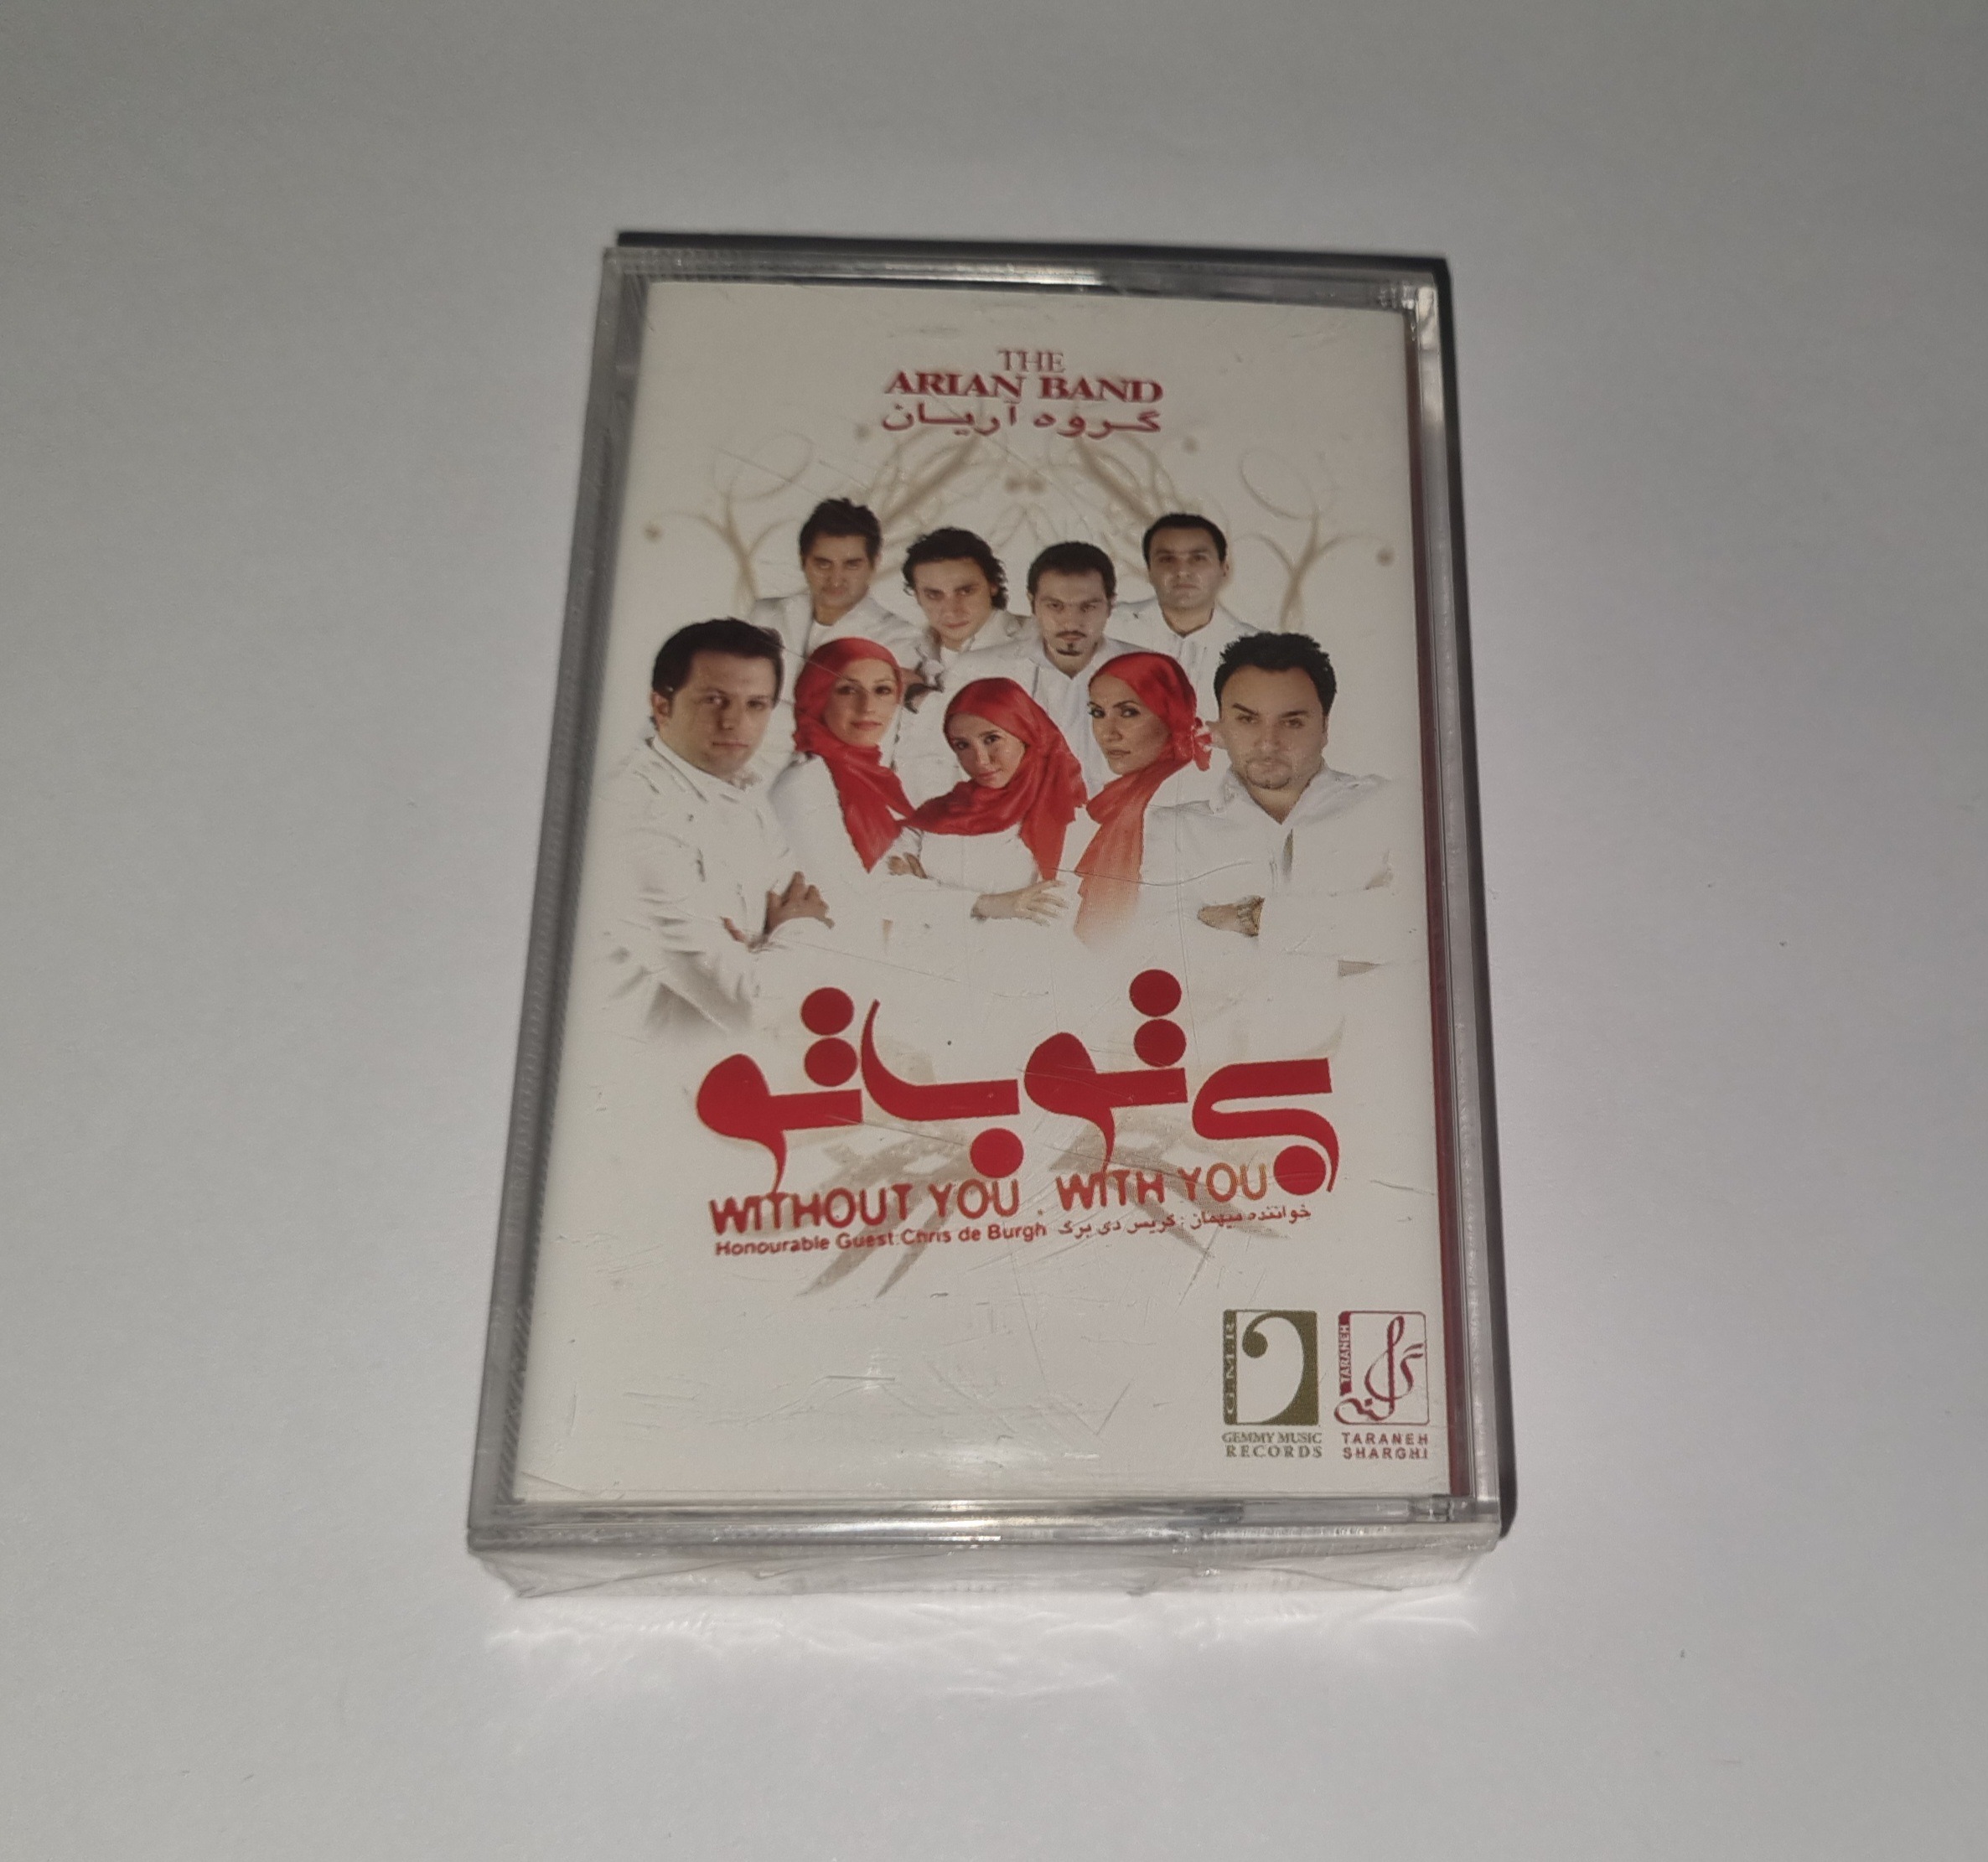 THE
ARIAN BAND
گروه آریان
بی تو با تو
WITHOUT YOU . WITH YOU
Honourable Guest: Chris de Burgh خواننده میهمان : کریس دی برگ
G.M.R
GEMMY MUSIC
RECORDS
TARANEH
TARANEH
SHARGHI